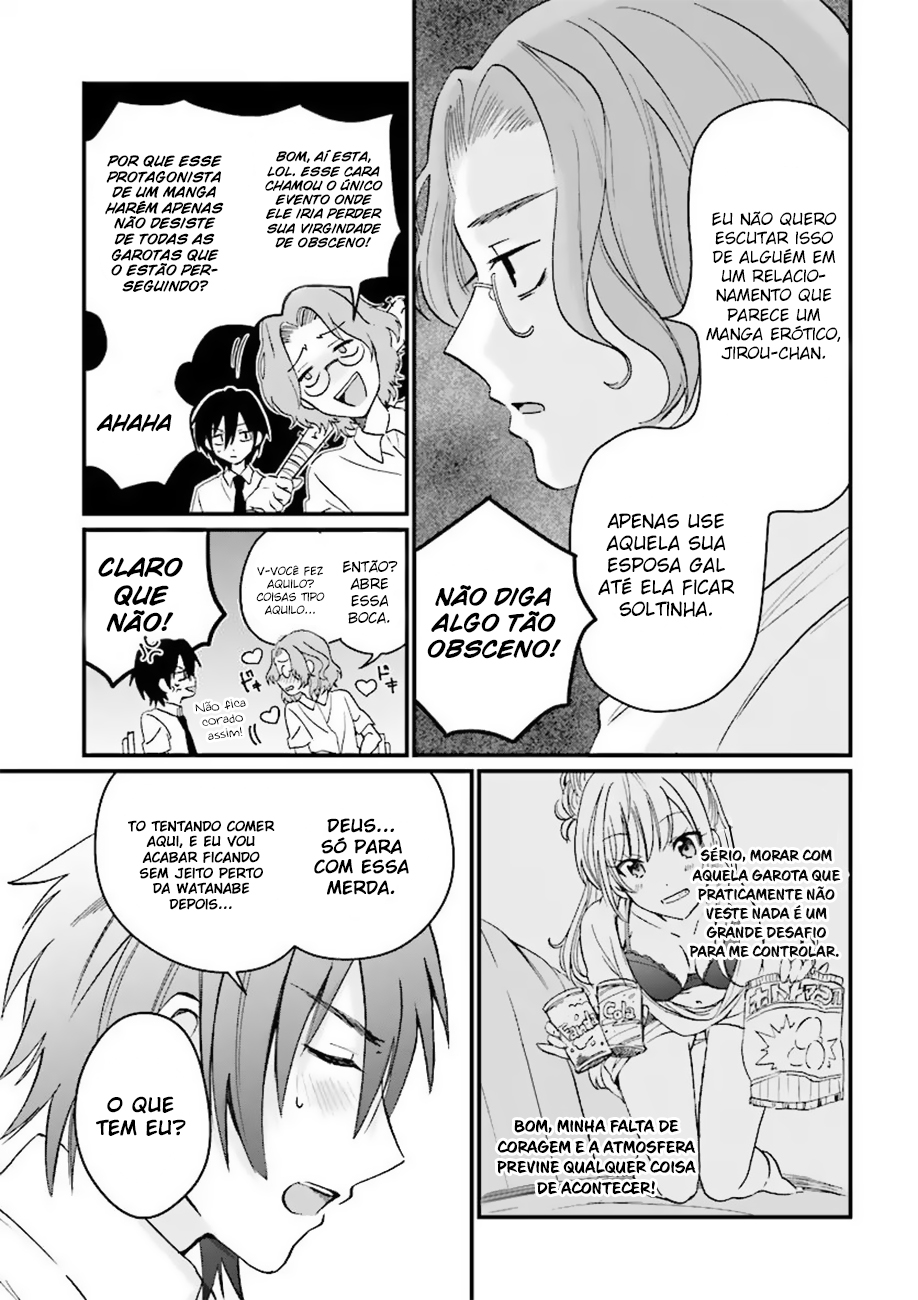 EU NÃO QUERO
ESCUTAR ISSO
DE ALGUÉM EM
UM RELACIO-
NAMENTO QUE
PARECE UM
MANGA ERÓTICO,
JIROU-CHAN.
APENAS USE
AQUELA SUA
ESPOSA GAL
ATÉ ELA FICAR
SOLTINHA.
NÃO DIGA
ALGO TÃO
OBSCENO!
BOM, AÍ ESTA,
LOL. ESSE CARA
CHAMOU O ÚNICO
EVENTO ONDE
ELE IRIA PERDER
SUA VIRGINDADE
DE OBSCENO!
POR QUE ESSE
PROTAGONISTA
DE UM MANGA
HARÉM APENAS
NÃO DESISTE
DE TODAS AS
GAROTAS QUE
O ESTÃO PER-
SEGUINDO?
AHAHA
ENTÃO?
ABRE
ESSA
BOCA.
V-VOCÊ FEZ
AQUILO?
COISAS TIPO
AQUILO...
ドキ
ドキ
CLARO
QUE
NÃO!
Não fica
corado
assim!
SÉRIO, MORAR COM
AQUELA GAROTA QUE
PRATICAMENTE NÃO
VESTE NADA É UM
GRANDE DESAFIO
PARA ME CONTROLAR.
Fanta
Cola
BOM, MINHA FALTA DE
CORAGEM E A ATMOSFERA
PREVINE QUALQUER COISA
DE ACONTECER!
DEUS...
SÓ PARA
COM ESSA
MERDA.
TO TENTANDO COMER
AQUI, E EU VOU
ACABAR FICANDO
SEM JEITO PERTO
DA WATANABE
DEPOIS...
O QUE
TEM EU?